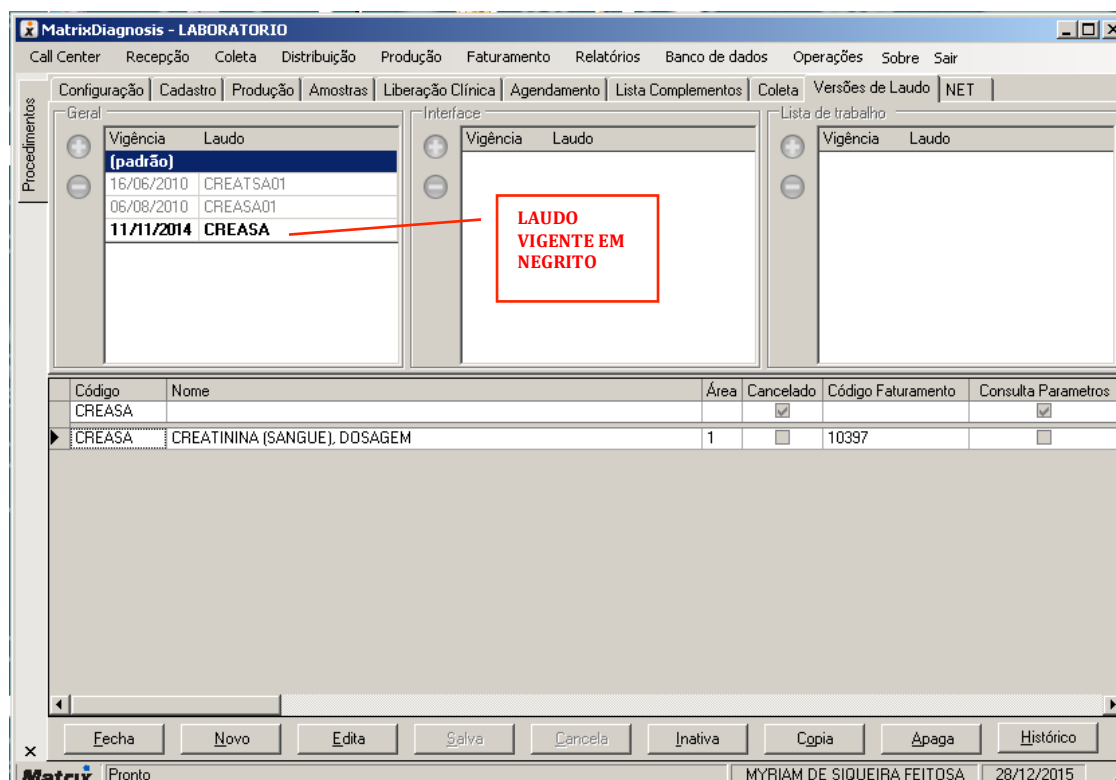 MatrixDiagnosis - LABORATORIO
Call Center Recepção Coleta Distribuição Produção Faturamento Relatórios Banco de dados Operações Sobre Sair
Procedimentos
Configuração Cadastro Produção Amostras Liberação Clínica Agendamento Lista Complementos Coleta Versões de Laudo NET
Geral Interface Lista de trabalho
Vigência Laudo Vigência Laudo Vigência Laudo
(padrão)
16/06/2010 CREATSA01
06/08/2010 CREASA01
11/11/2014 CREASA
LAUDO
VIGENTE EM
NEGRITO
Código Nome Área Cancelado Código Faturamento Consulta Parametros
CREASA
CREASA CREATININA (SANGUE), DOSAGEM 1 10397
Fecha Novo Edita Salva Cancela Inativa Copia Apaga Histórico
Matrix Pronto MYRIAM DE SIQUEIRA FEITOSA 28/12/2015